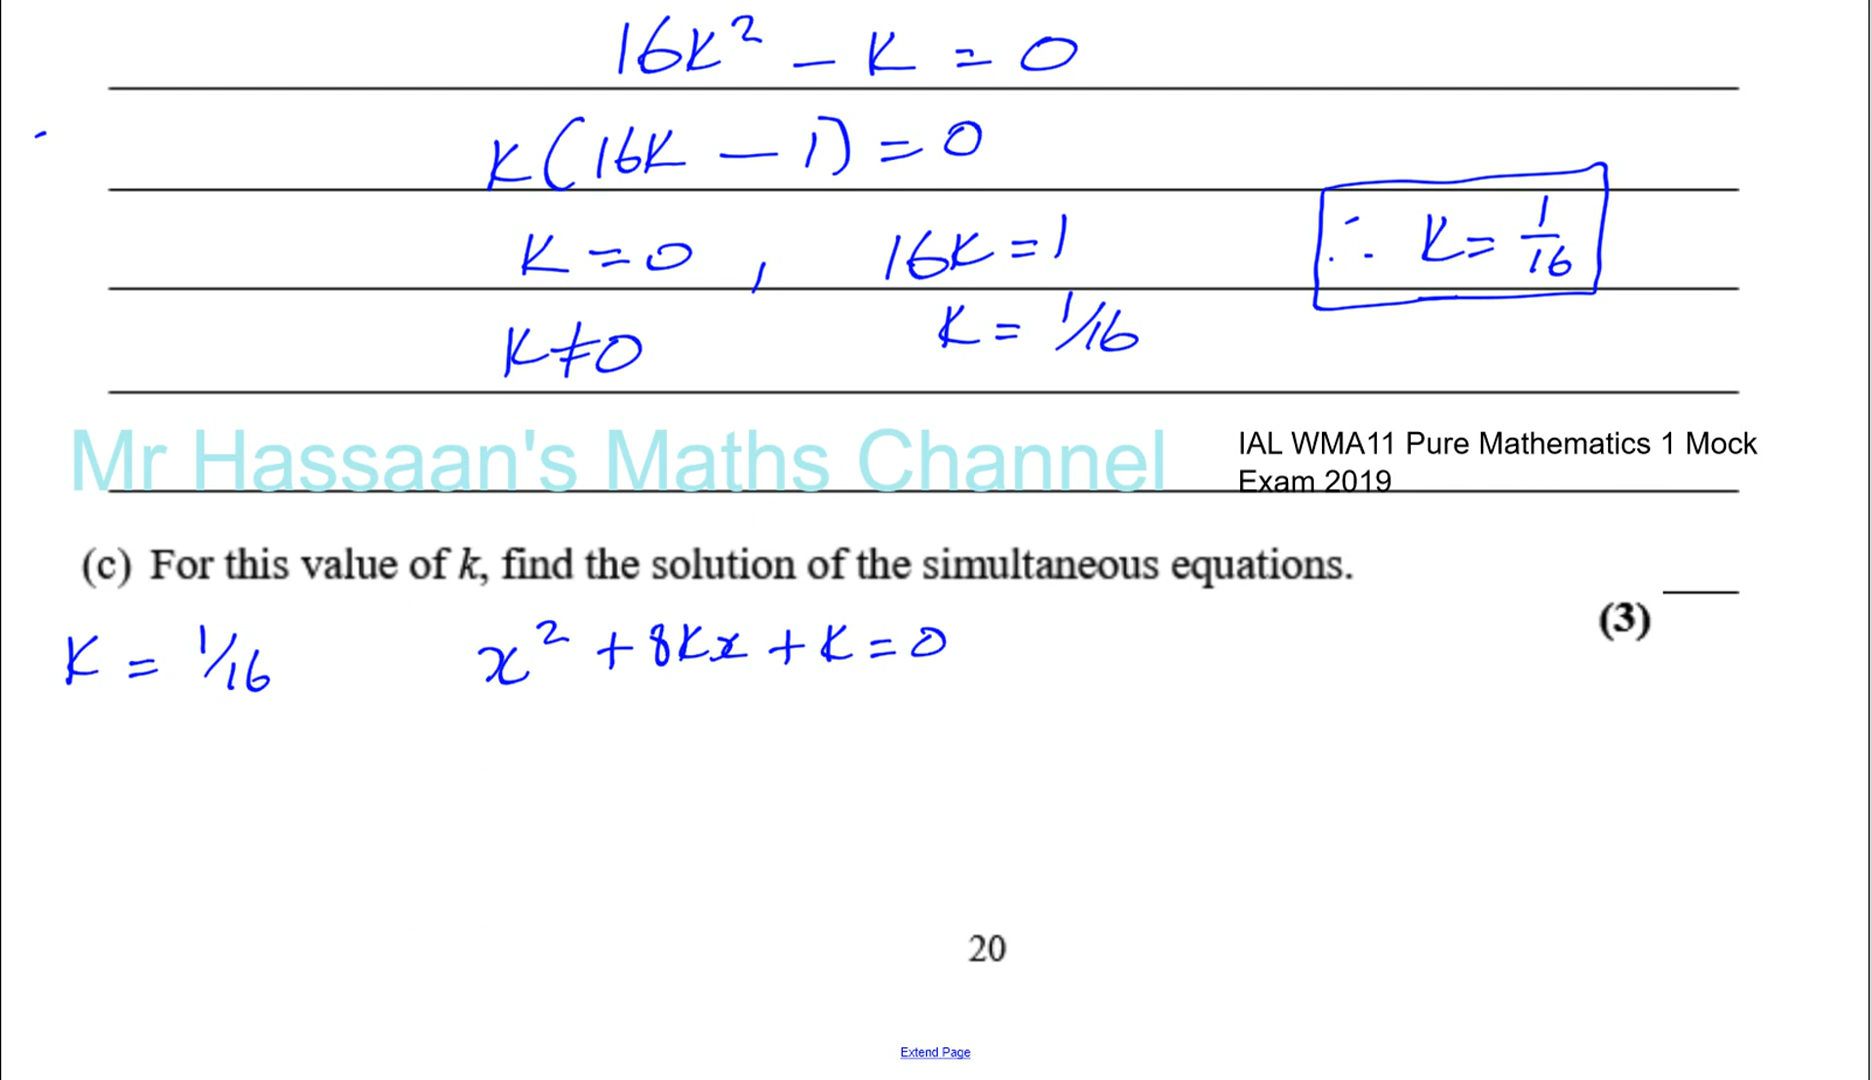 16k² - k = 0
k(16k - 1) = 0
k = 0 , 16k = 1 ∴ k = 1/16
k ≠ 0 k = 1/16
Mr Hassaan's Maths Channel
IAL WMA11 Pure Mathematics 1 Mock
Exam 2019
(c) For this value of k, find the solution of the simultaneous equations.
(3)
k = 1/16 x² + 8kx + k = 0
20
Extend Page